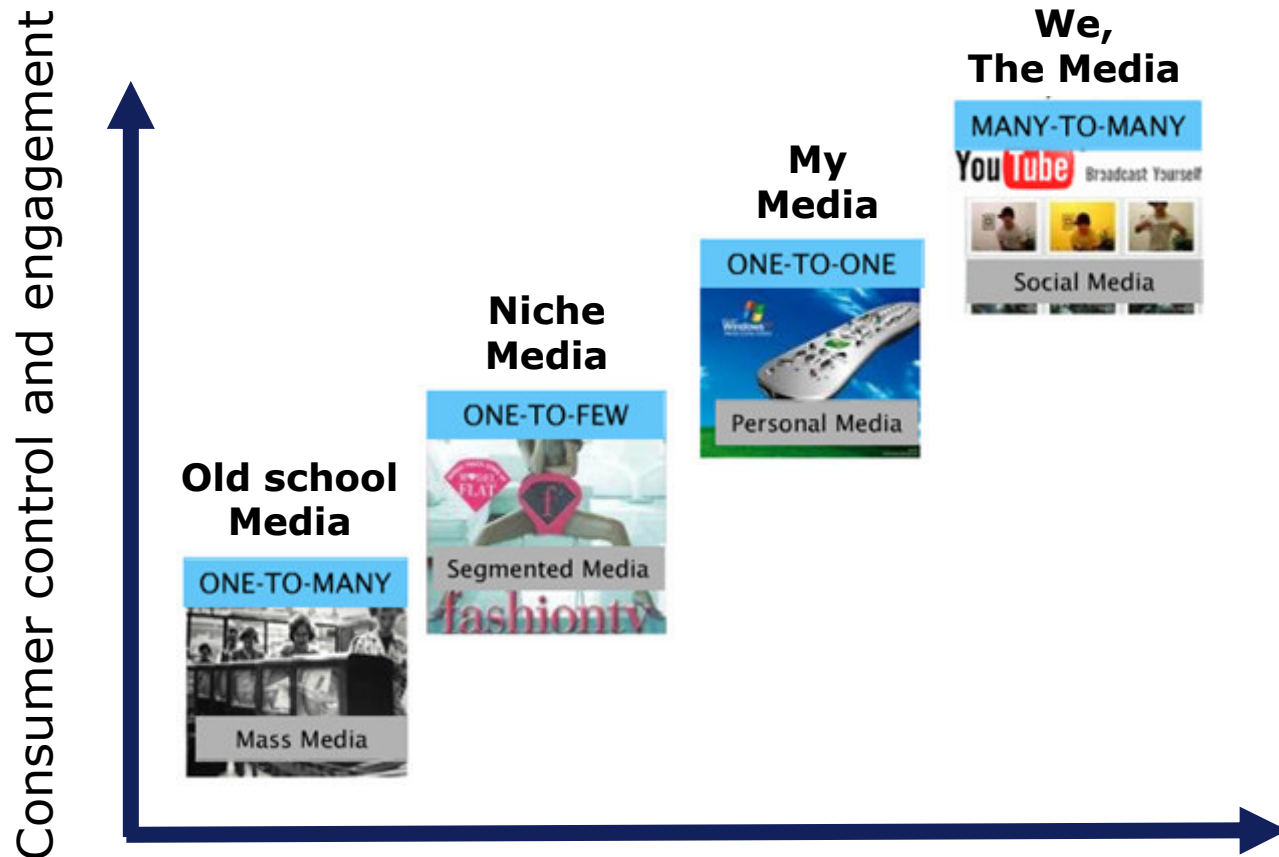 Consumer control and engagement
We,
The Media
MANY-TO-MANY
YouTube Broadcast Yourself
Social Media
My
Media
ONE-TO-ONE
Windows
Personal Media
Niche
Media
ONE-TO-FEW
MODEL
FLAT
f
Segmented Media
fashiontv
Old school
Media
ONE-TO-MANY
Mass Media